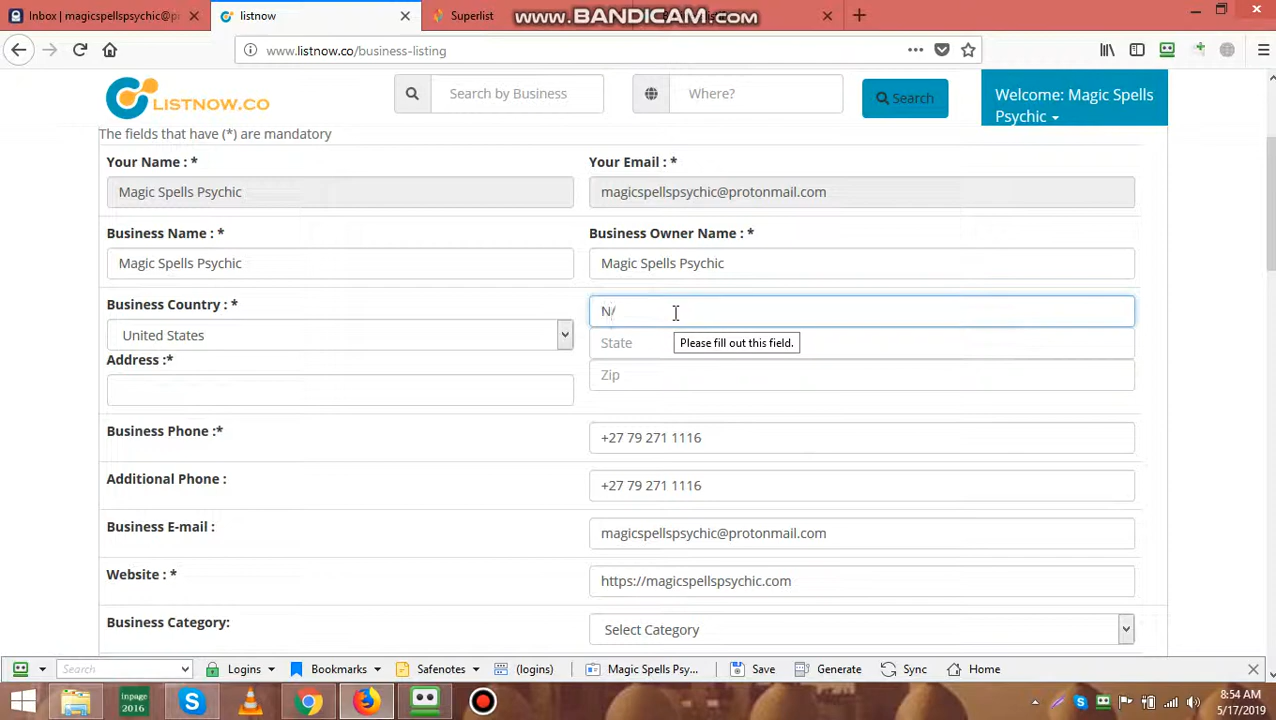 Inbox | magicspellspsychic@pr
listnow
Superlist
www.BANDICAM.com
www.listnow.co/business-listing
LISTNOW.CO
Search by Business
Where?
Search
Welcome: Magic Spells
Psychic
The fields that have (*) are mandatory
Your Name : *
Your Email : *
Magic Spells Psychic
magicspellspsychic@protonmail.com
Business Name : *
Business Owner Name : *
Magic Spells Psychic
Magic Spells Psychic
Business Country : *
N/
United States
State
Please fill out this field.
Address :*
Zip
Business Phone :*
+27 79 271 1116
Additional Phone :
+27 79 271 1116
Business E-mail :
magicspellspsychic@protonmail.com
Website : *
https://magicspellspsychic.com
Business Category:
Select Category
Search
Logins
Bookmarks
Safenotes
(logins)
Magic Spells Psy...
Save
Generate
Sync
Home
Inpage
2016
8:54 AM
5/17/2019